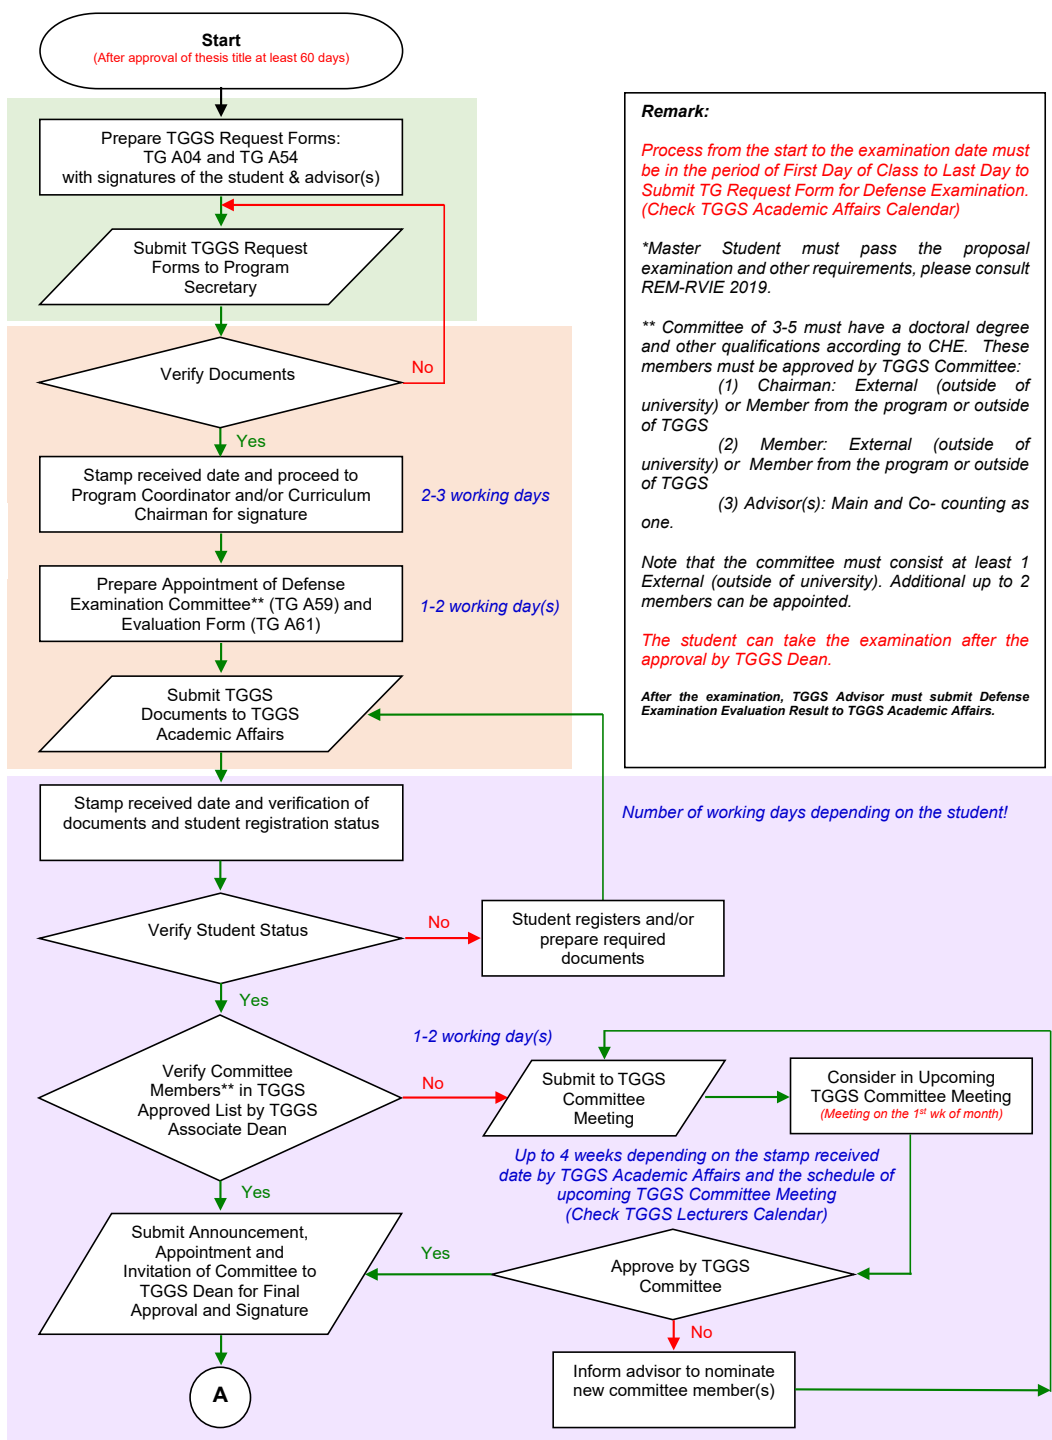 Start
(After approval of thesis title at least 60 days)
Prepare TGGS Request Forms:
TG A04 and TG A54
with signatures of the student & advisor(s)
Submit TGGS Request
Forms to Program
Secretary
Verify Documents
No
Yes
Stamp received date and proceed to
Program Coordinator and/or Curriculum
Chairman for signature
2-3 working days
Prepare Appointment of Defense
Examination Committee** (TG A59) and
Evaluation Form (TG A61)
1-2 working day(s)
Submit TGGS
Documents to TGGS
Academic Affairs
Remark:
Process from the start to the examination date must
be in the period of First Day of Class to Last Day to
Submit TG Request Form for Defense Examination.
(Check TGGS Academic Affairs Calendar)
*Master Student must pass the proposal
examination and other requirements, please consult
REM-RVIE 2019.
** Committee of 3-5 must have a doctoral degree
and other qualifications according to CHE. These
members must be approved by TGGS Committee:
(1) Chairman: External (outside of
university) or Member from the program or outside
of TGGS
(2) Member: External (outside of
university) or Member from the program or outside
of TGGS
(3) Advisor(s): Main and Co- counting as
one.
Note that the committee must consist at least 1
External (outside of university). Additional up to 2
members can be appointed.
The student can take the examination after the
approval by TGGS Dean.
After the examination, TGGS Advisor must submit Defense
Examination Evaluation Result to TGGS Academic Affairs.
Stamp received date and verification of
documents and student registration status
Number of working days depending on the student!
Verify Student Status
No
Student registers and/or
prepare required
documents
Yes
1-2 working day(s)
Verify Committee
Members** in TGGS
Approved List by TGGS
Associate Dean
No
Submit to TGGS
Committee
Meeting
Consider in Upcoming
TGGS Committee Meeting
(Meeting on the 1st wk of month)
Up to 4 weeks depending on the stamp received
date by TGGS Academic Affairs and the schedule of
upcoming TGGS Committee Meeting
(Check TGGS Lecturers Calendar)
Yes
Submit Announcement,
Appointment and
Invitation of Committee to
TGGS Dean for Final
Approval and Signature
Yes
Approve by TGGS
Committee
No
Inform advisor to nominate
new committee member(s)
A